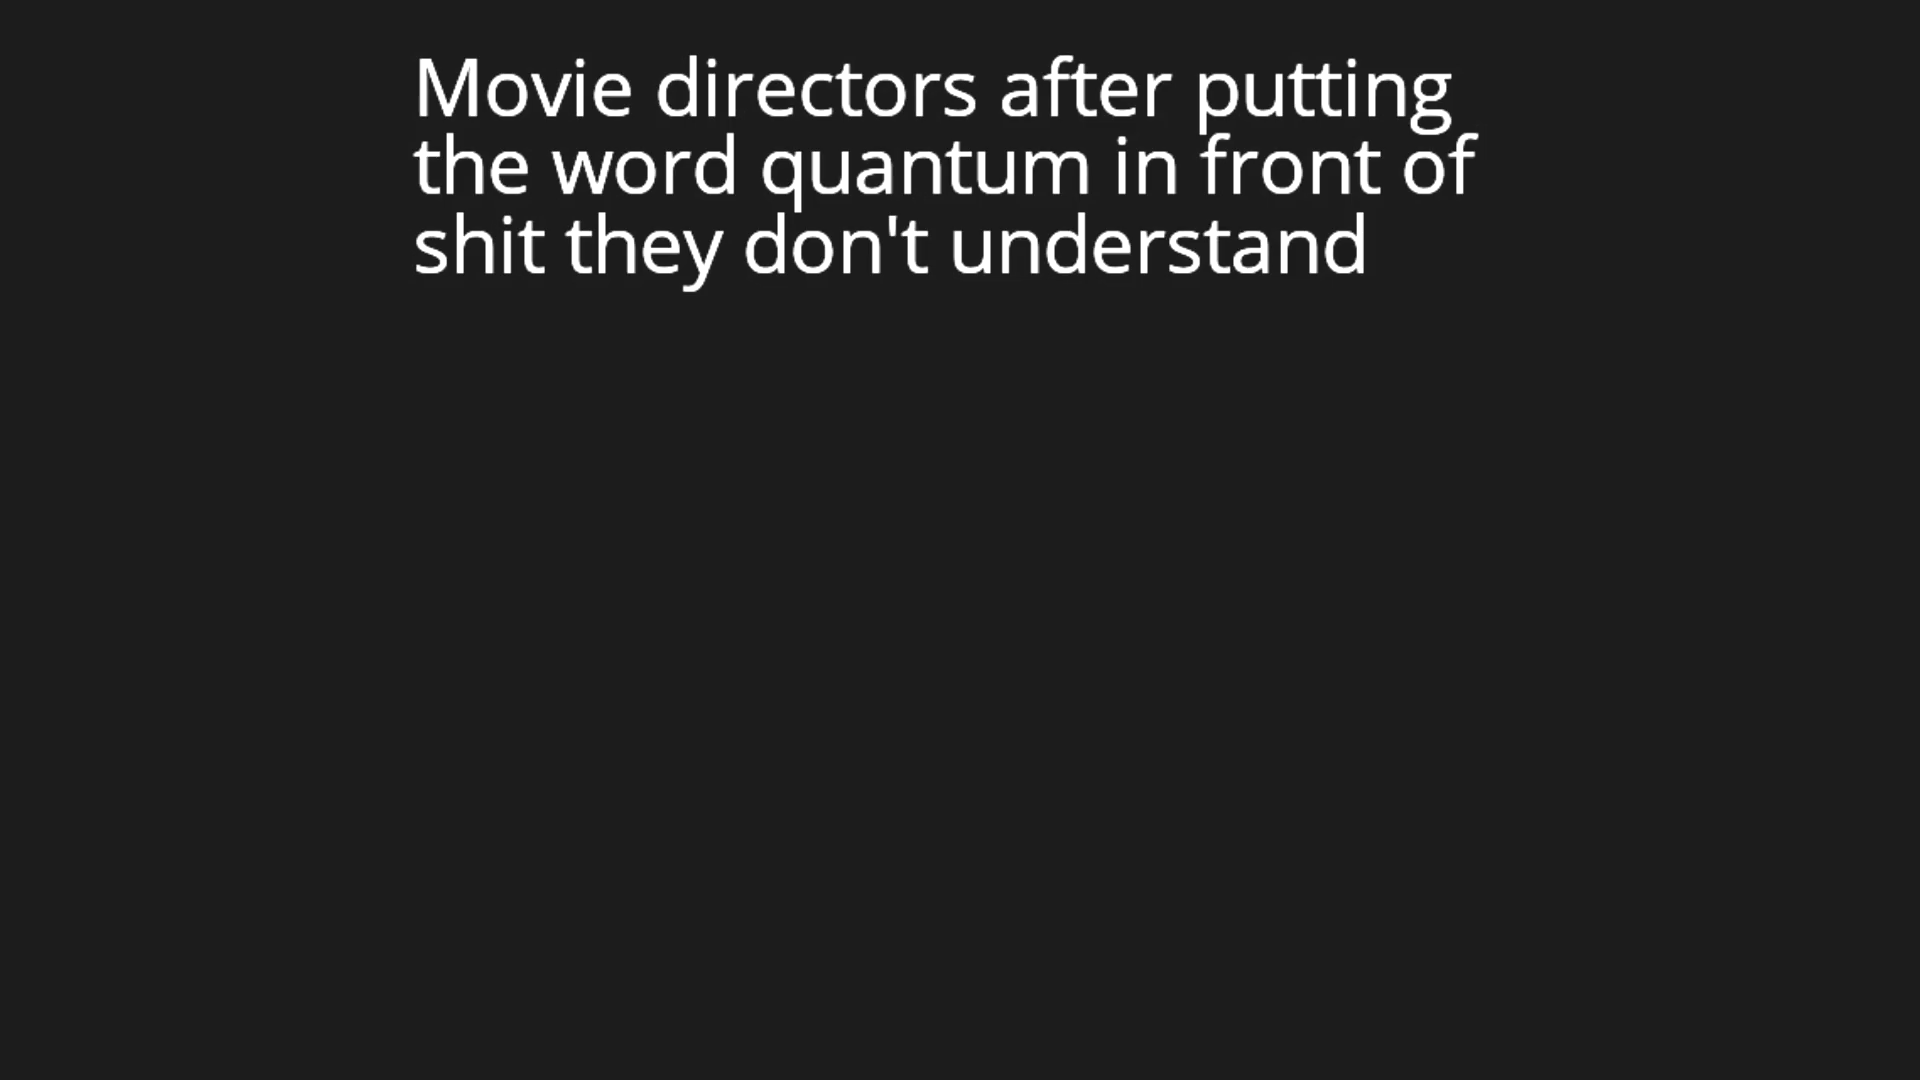 Movie directors after putting
the word quantum in front of
shit they don't understand